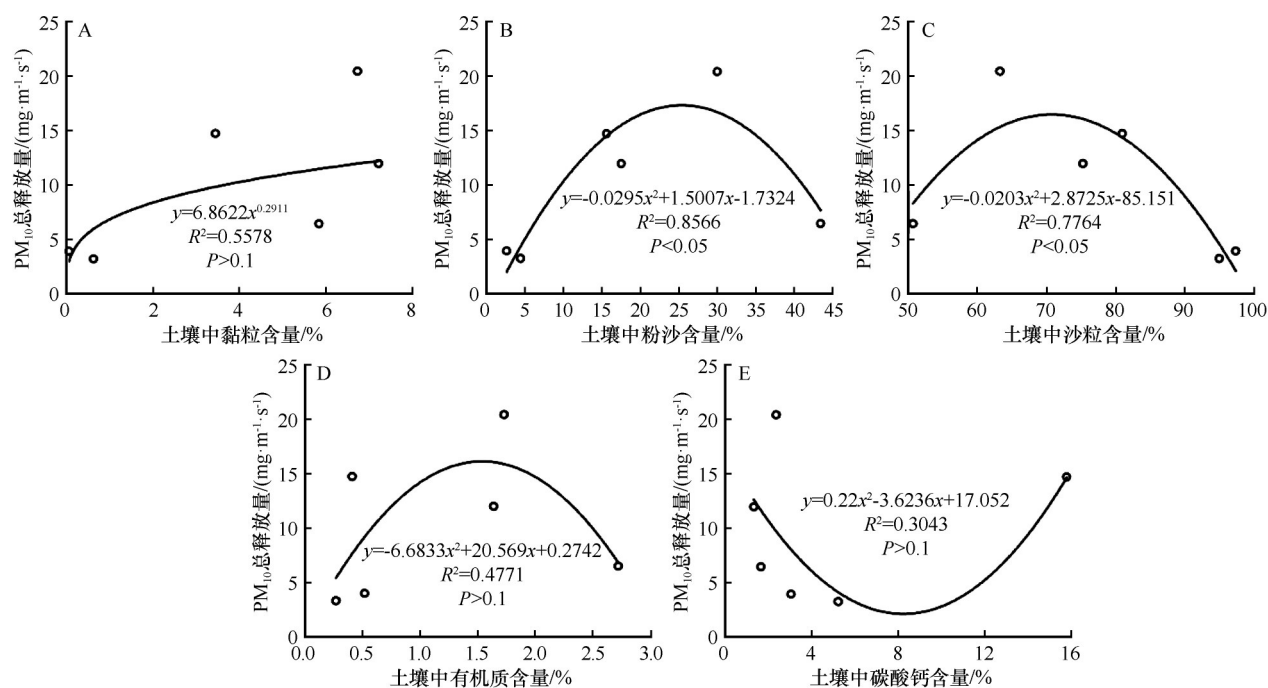 A
PM₁₀总释放量/(mg·m⁻¹·s⁻¹)
25
20
15
10
5
0
y=6.8622x⁰·²⁹¹¹
R²=0.5578
P>0.1
0 2 4 6 8
土壤中黏粒含量/%
B
PM₁₀总释放量/(mg·m⁻¹·s⁻¹)
25
20
15
10
5
0
y=-0.0295x²+1.5007x-1.7324
R²=0.8566
P<0.05
0 5 10 15 20 25 30 35 40 45
土壤中粉沙含量/%
C
PM₁₀总释放量/(mg·m⁻¹·s⁻¹)
25
20
15
10
5
0
y=-0.0203x²+2.8725x-85.151
R²=0.7764
P<0.05
50 60 70 80 90 100
土壤中沙粒含量/%
D
PM₁₀总释放量/(mg·m⁻¹·s⁻¹)
25
20
15
10
5
0
y=-6.6833x²+20.569x+0.2742
R²=0.4771
P>0.1
0.0 0.5 1.0 1.5 2.0 2.5 3.0
土壤中有机质含量/%
E
PM₁₀总释放量/(mg·m⁻¹·s⁻¹)
25
20
15
10
5
0
y=0.22x²-3.6236x+17.052
R²=0.3043
P>0.1
0 4 8 12 16
土壤中碳酸钙含量/%